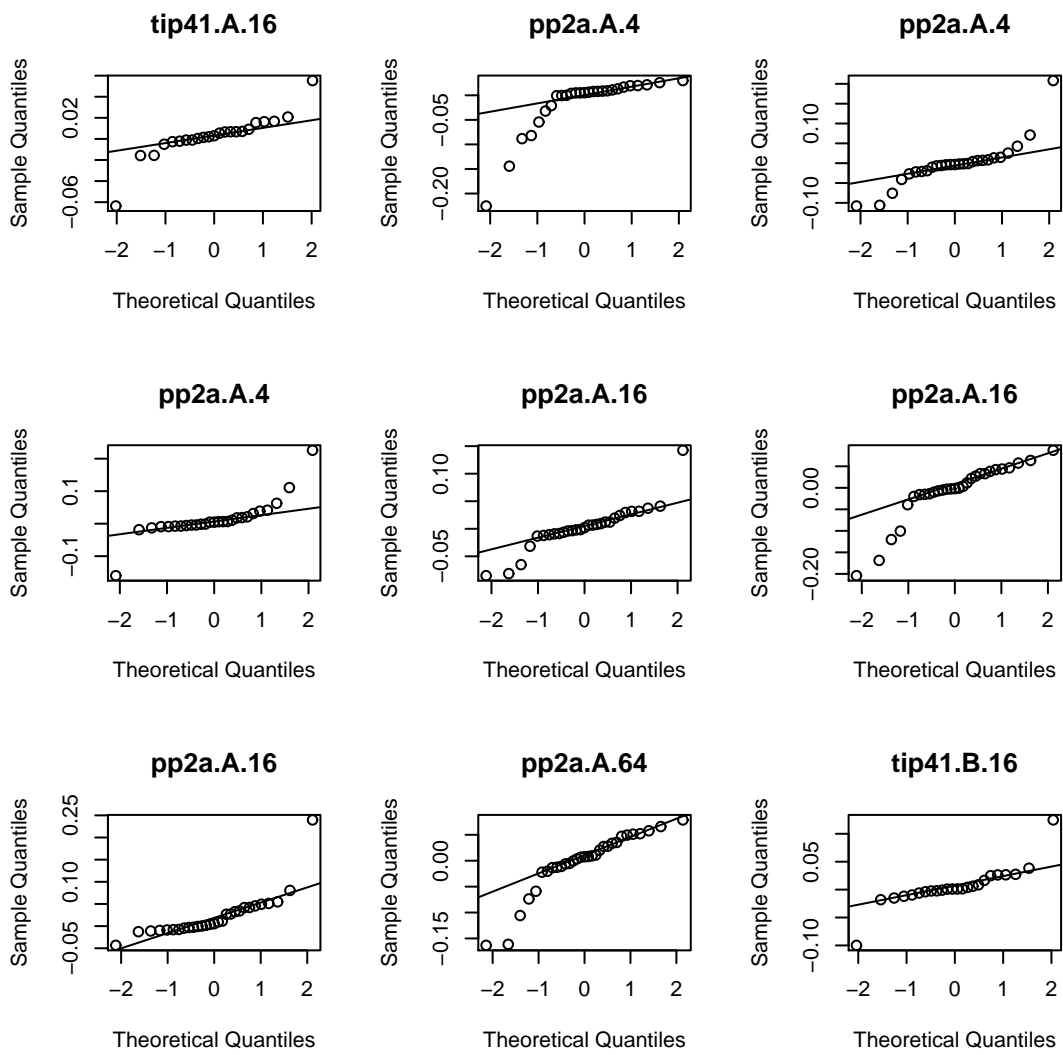 tip41.A.16
pp2a.A.4
pp2a.A.4
Sample Quantiles
0.02
−0.06
−2 −1 0 1 2
Theoretical Quantiles
Sample Quantiles
−0.05
−0.20
−2 −1 0 1 2
Theoretical Quantiles
Sample Quantiles
0.10
−0.10
−2 −1 0 1 2
Theoretical Quantiles
pp2a.A.4
pp2a.A.16
pp2a.A.16
Sample Quantiles
0.1
−0.1
−2 −1 0 1 2
Theoretical Quantiles
Sample Quantiles
0.10
−0.05
−2 −1 0 1 2
Theoretical Quantiles
Sample Quantiles
0.00
−0.20
−2 −1 0 1 2
Theoretical Quantiles
pp2a.A.16
pp2a.A.64
tip41.B.16
Sample Quantiles
0.25
0.10
−0.05
−2 −1 0 1 2
Theoretical Quantiles
Sample Quantiles
0.00
−0.15
−2 −1 0 1 2
Theoretical Quantiles
Sample Quantiles
0.05
−0.10
−2 −1 0 1 2
Theoretical Quantiles